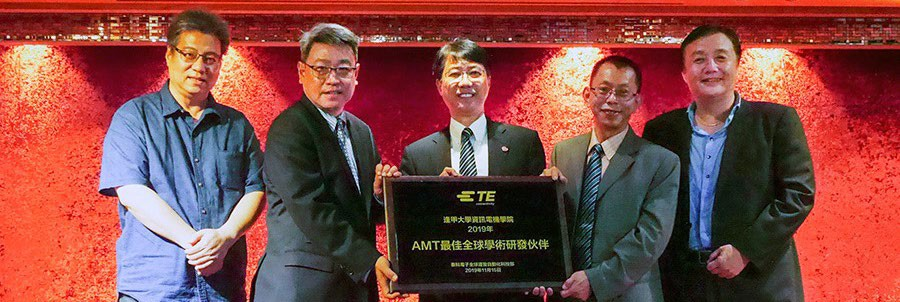 TE
connectivity
逢甲大學資訊電機學院
2019年
AMT最佳全球學術研發伙伴
2019年11月15日